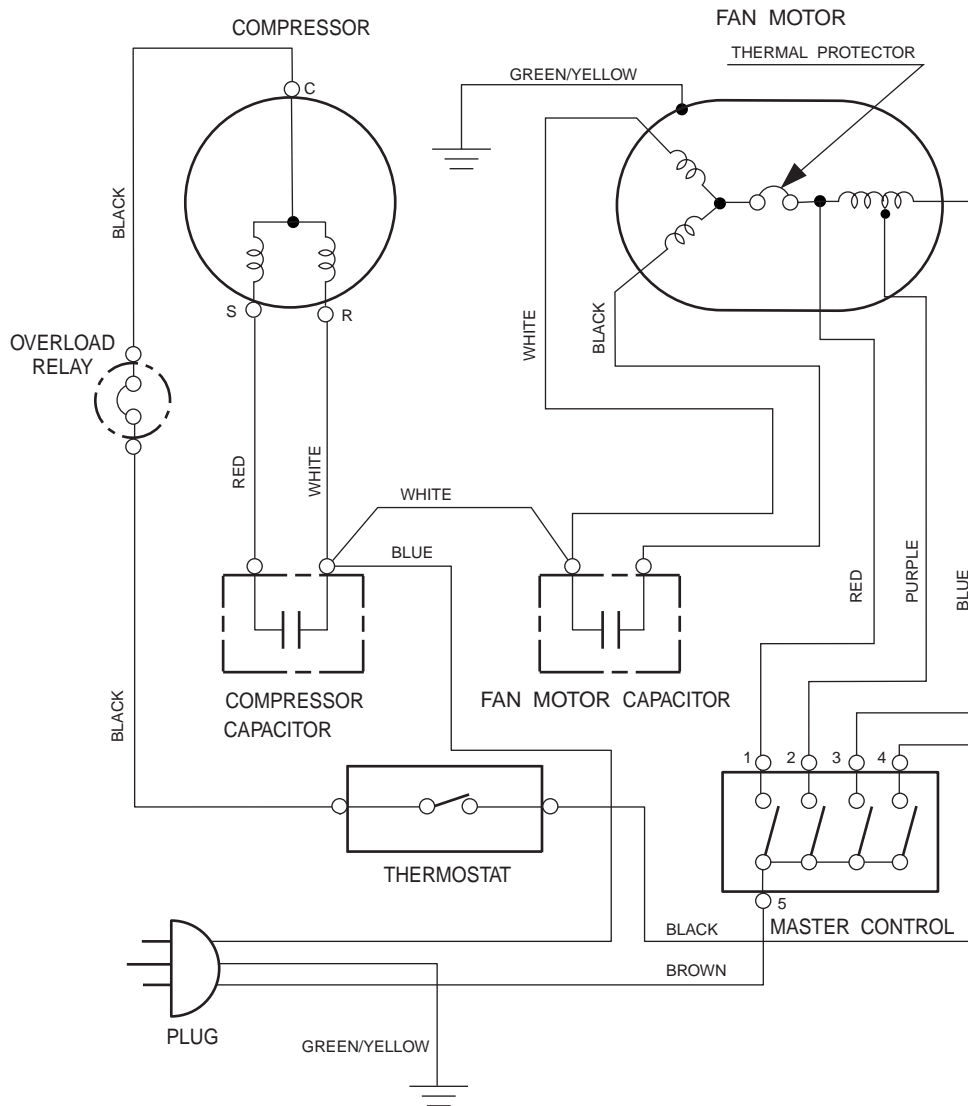 FAN MOTOR
COMPRESSOR
THERMAL PROTECTOR
GREEN/YELLOW
C
BLACK
S
R
WHITE
BLACK
OVERLOAD
RELAY
RED
WHITE
WHITE
BLUE
RED
PURPLE
BLUE
COMPRESSOR
CAPACITOR
FAN MOTOR CAPACITOR
BLACK
1
2
3
4
THERMOSTAT
5
MASTER CONTROL
BLACK
BROWN
PLUG
GREEN/YELLOW